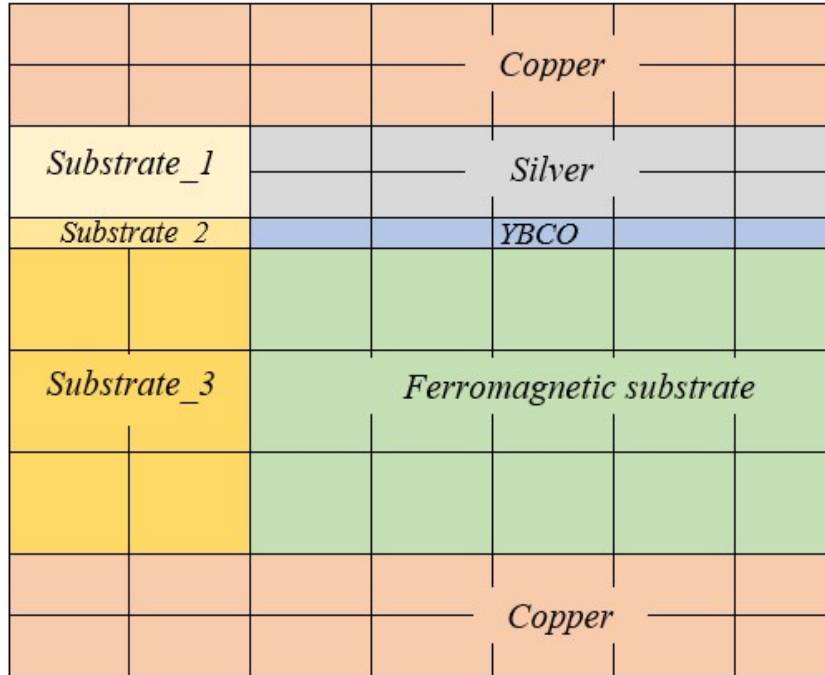 Copper
Substrate_1
Silver
Substrate_2
YBCO
Substrate_3
Ferromagnetic substrate
Copper